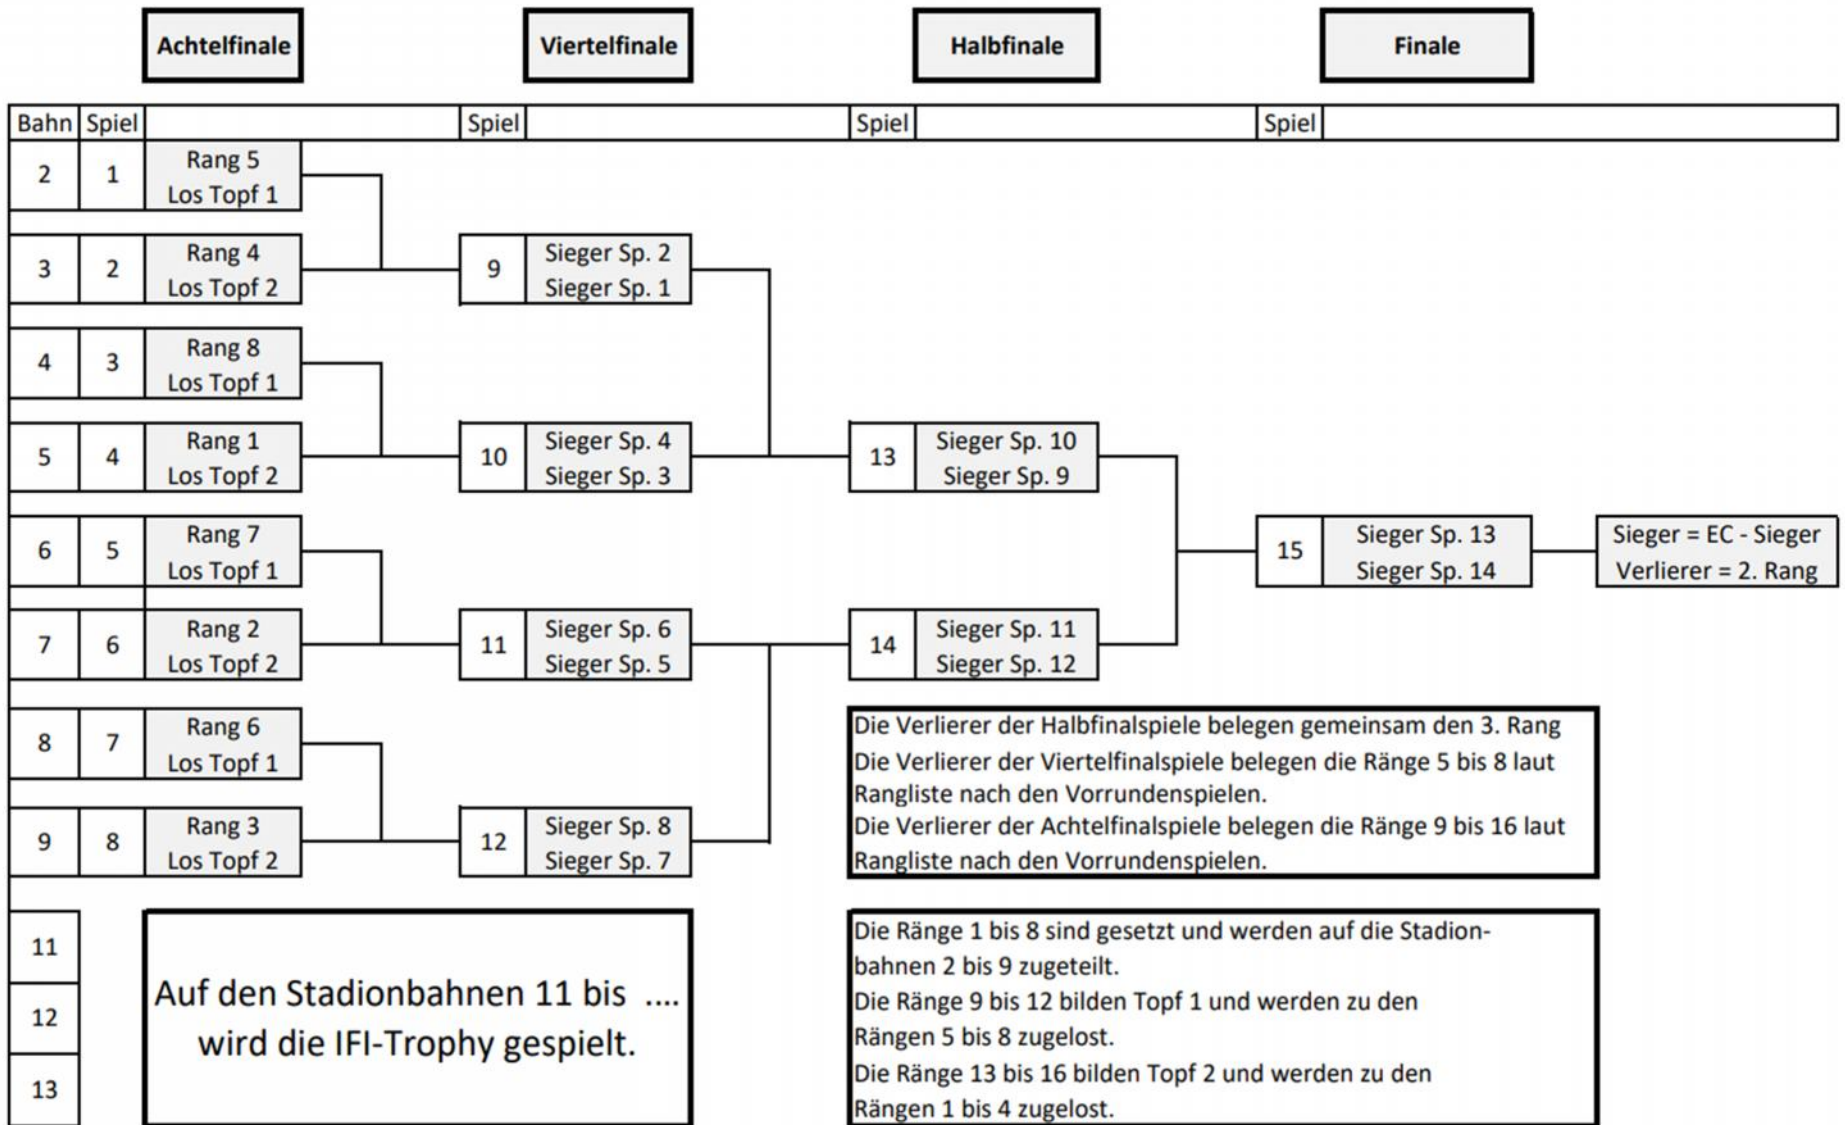 Achtelfinale Viertelfinale Halbfinale Finale
Bahn Spiel Spiel Spiel Spiel
2 1 Rang 5
Los Topf 1
3 2 Rang 4
Los Topf 2
9 Sieger Sp. 2
Sieger Sp. 1
4 3 Rang 8
Los Topf 1
5 4 Rang 1
Los Topf 2
10 Sieger Sp. 4
Sieger Sp. 3
13 Sieger Sp. 10
Sieger Sp. 9
6 5 Rang 7
Los Topf 1
15 Sieger Sp. 13
Sieger Sp. 14
Sieger = EC - Sieger
Verlierer = 2. Rang
7 6 Rang 2
Los Topf 2
11 Sieger Sp. 6
Sieger Sp. 5
14 Sieger Sp. 11
Sieger Sp. 12
8 7 Rang 6
Los Topf 1
9 8 Rang 3
Los Topf 2
12 Sieger Sp. 8
Sieger Sp. 7
Die Verlierer der Halbfinalspiele belegen gemeinsam den 3. Rang
Die Verlierer der Viertelfinalspiele belegen die Ränge 5 bis 8 laut
Rangliste nach den Vorrundenspielen.
Die Verlierer der Achtelfinalspiele belegen die Ränge 9 bis 16 laut
Rangliste nach den Vorrundenspielen.
11
12
13
Auf den Stadionbahnen 11 bis ....
wird die IFI-Trophy gespielt.
Die Ränge 1 bis 8 sind gesetzt und werden auf die Stadion-
bahnen 2 bis 9 zugeteilt.
Die Ränge 9 bis 12 bilden Topf 1 und werden zu den
Rängen 5 bis 8 zugelost.
Die Ränge 13 bis 16 bilden Topf 2 und werden zu den
Rängen 1 bis 4 zugelost.